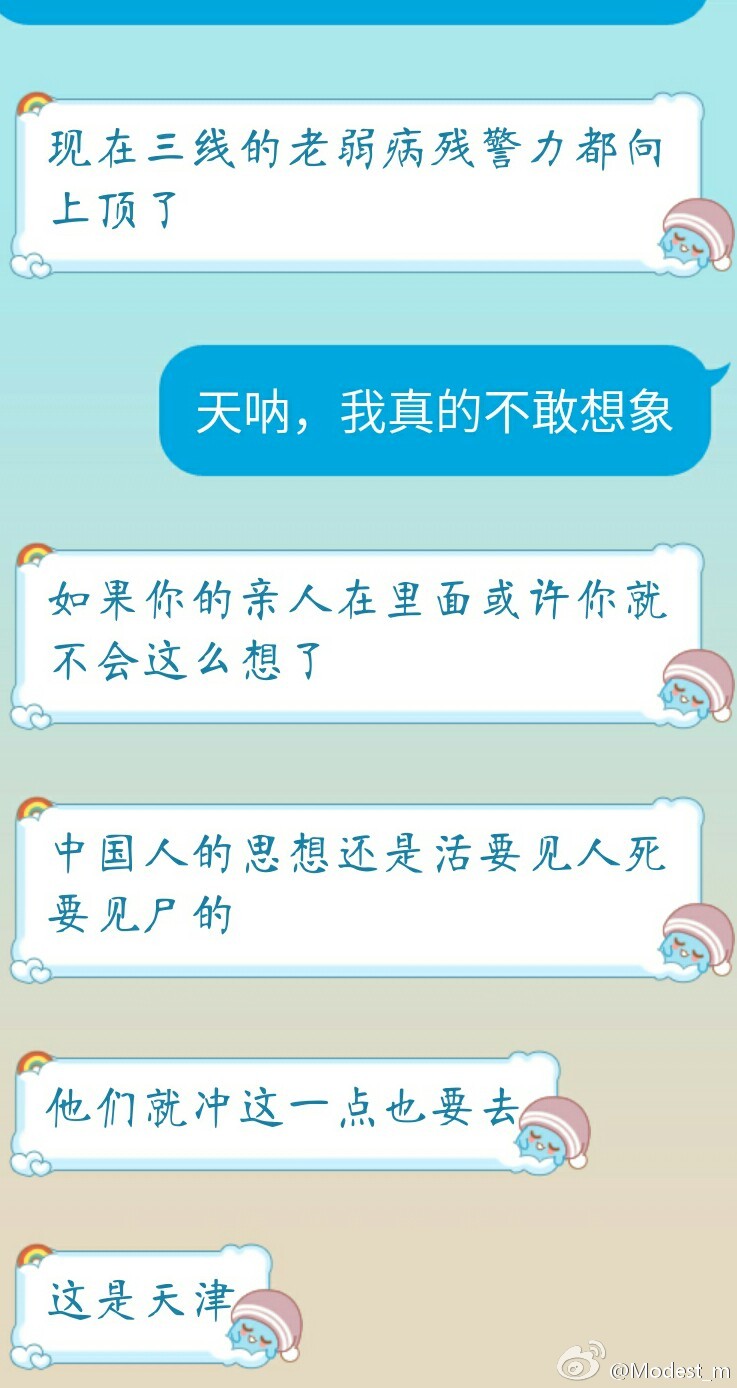 现在三线的老弱病残警力都向
上顶了
天呐，我真的不敢想象
如果你的亲人在里面或许你就
不会这么想了
中国人的思想还是活要见人死
要见尸的
他们就冲这一点也要去
这是天津
@Modest_m